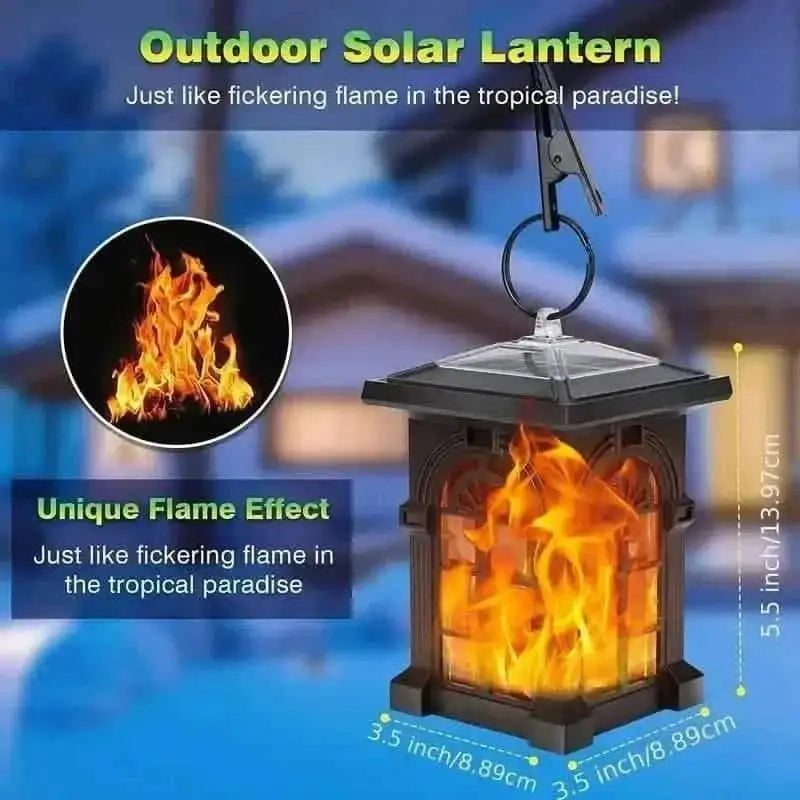 Outdoor Solar Lantern
Just like fickering flame in the tropical paradise!
Unique Flame Effect
Just like fickering flame in
the tropical paradise
5.5 inch/13.97cm
3.5 inch/8.89cm
3.5 inch/8.89cm